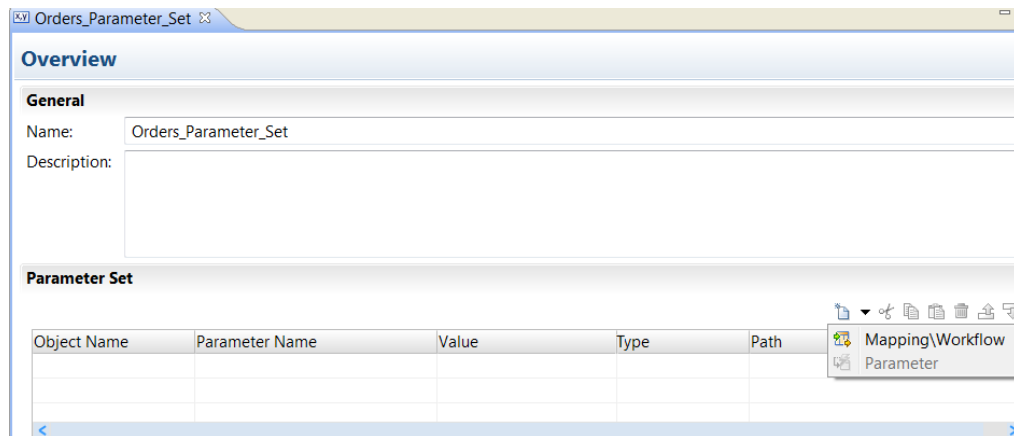 x,y Orders_Parameter_Set
Overview
General
Name: Orders_Parameter_Set
Description:
Parameter Set
Object Name Parameter Name Value Type Path
Mapping\Workflow
Parameter